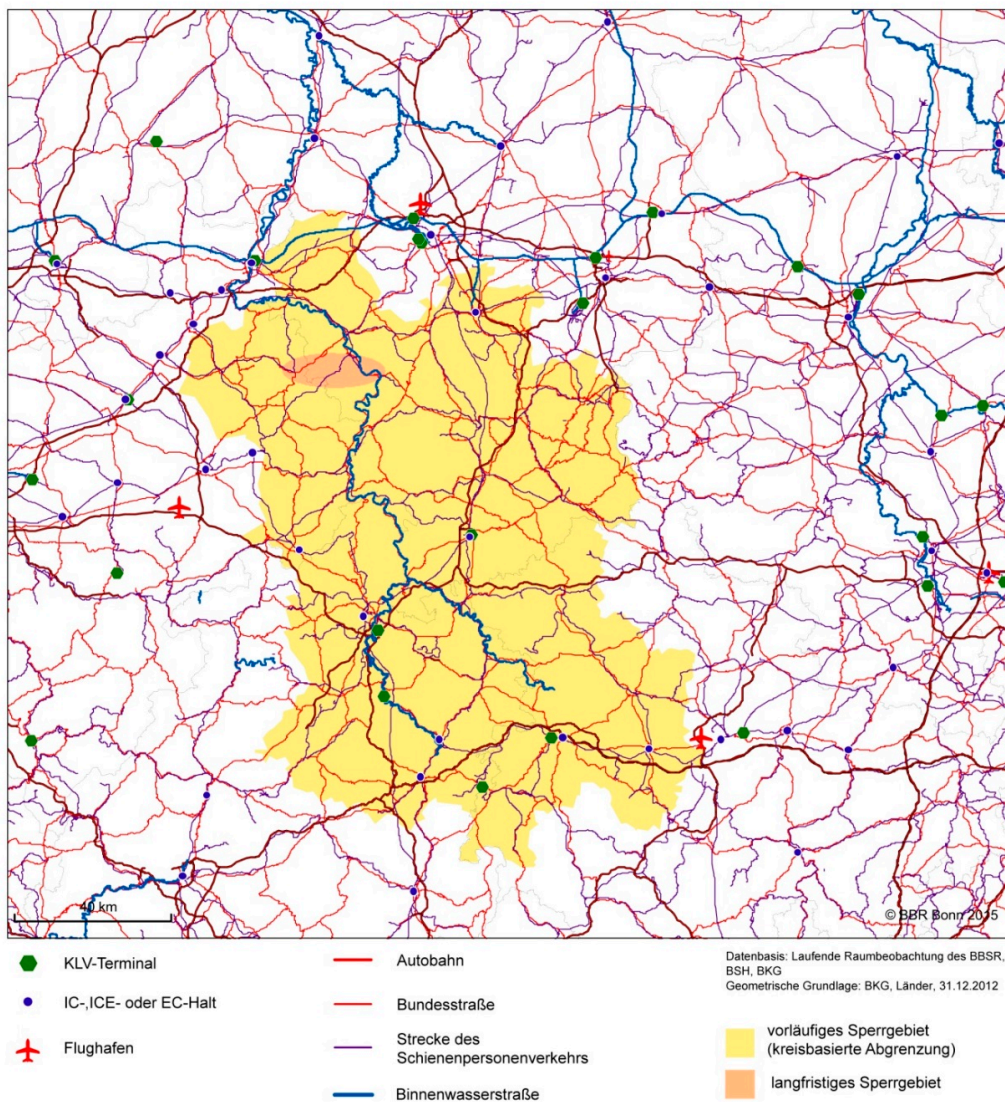 40 km
© BBR Bonn 2015
KLV-Terminal
IC-,ICE- oder EC-Halt
Flughafen
Autobahn
Bundesstraße
Strecke des
Schienenpersonenverkehrs
Binnenwasserstraße
Datenbasis: Laufende Raumbeobachtung des BBSR,
BSH, BKG
Geometrische Grundlage: BKG, Länder, 31.12.2012
vorläufiges Sperrgebiet
(kreisbasierte Abgrenzung)
langfristiges Sperrgebiet